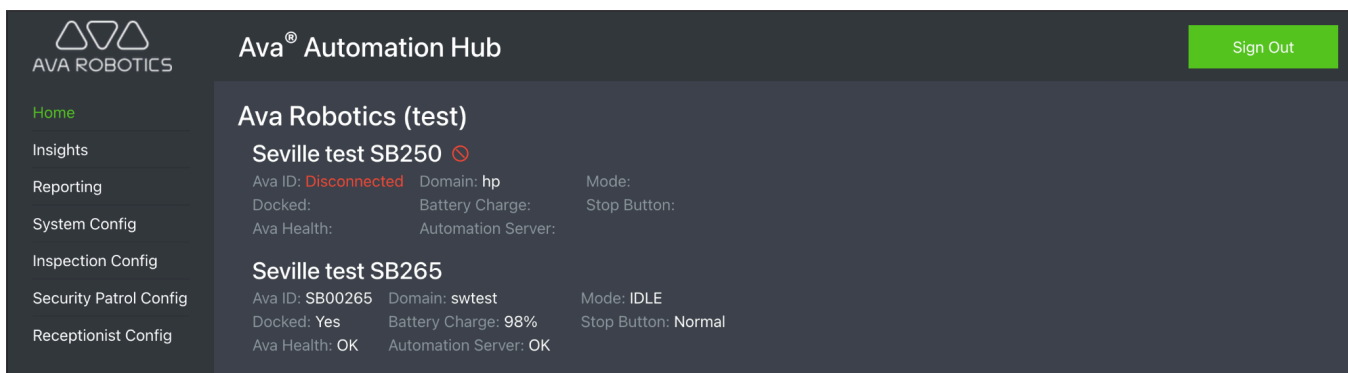 AVA ROBOTICS
Ava® Automation Hub
Sign Out
Home
Insights
Reporting
System Config
Inspection Config
Security Patrol Config
Receptionist Config
Ava Robotics (test)
Seville test SB250
Ava ID: Disconnected Domain: hp Mode:
Docked: Battery Charge: Stop Button:
Ava Health: Automation Server:
Seville test SB265
Ava ID: SB00265 Domain: swtest Mode: IDLE
Docked: Yes Battery Charge: 98% Stop Button: Normal
Ava Health: OK Automation Server: OK